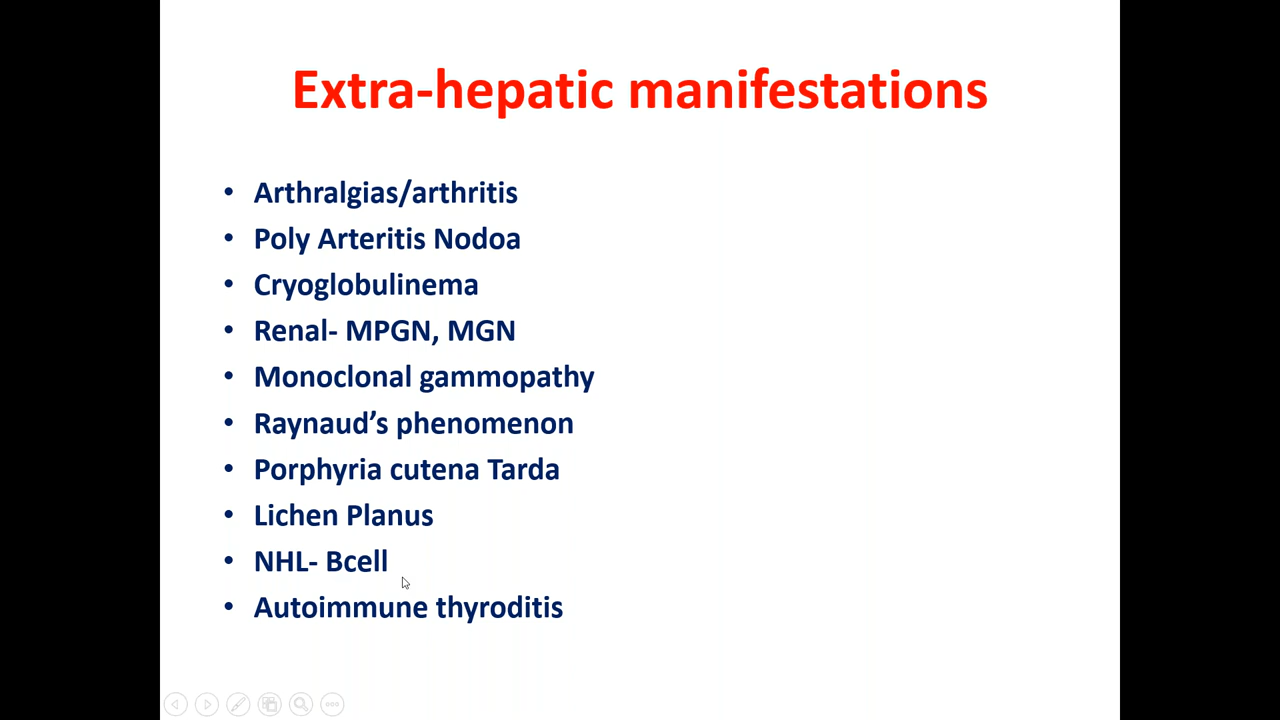 Extra-hepatic manifestations
• Arthralgias/arthritis
• Poly Arteritis Nodoa
• Cryoglobulinema
• Renal- MPGN, MGN
• Monoclonal gammopathy
• Raynaud’s phenomenon
• Porphyria cutena Tarda
• Lichen Planus
• NHL- Bcell
• Autoimmune thyroditis